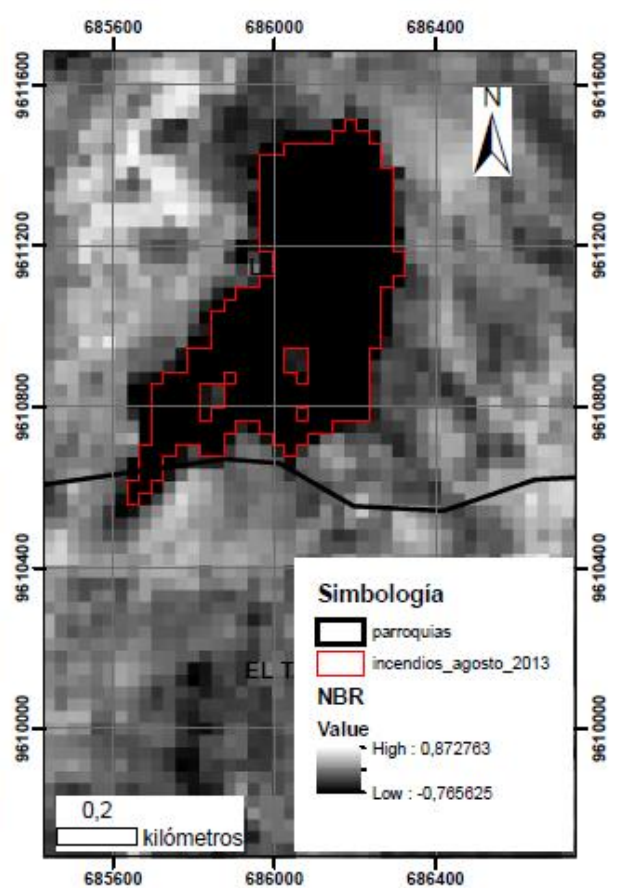 685600 686000 686400
9611600 9611600
N
9611200 9611200
L
9610800 9610800
9610400 9610400
Simbología
parroquias
incendios_agosto_2013
EL T
NBR
Value
High : 0,872763
Low : -0,765625
9610000 9610000
0,2
kilómetros
685600 686000 686400